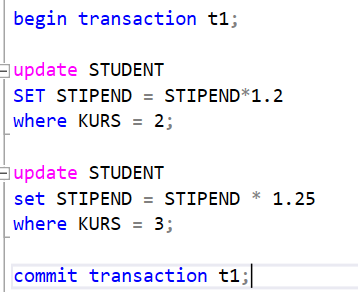 begin transaction t1;
update STUDENT
SET STIPEND = STIPEND*1.2
where KURS = 2;
update STUDENT
set STIPEND = STIPEND * 1.25
where KURS = 3;
commit transaction t1;